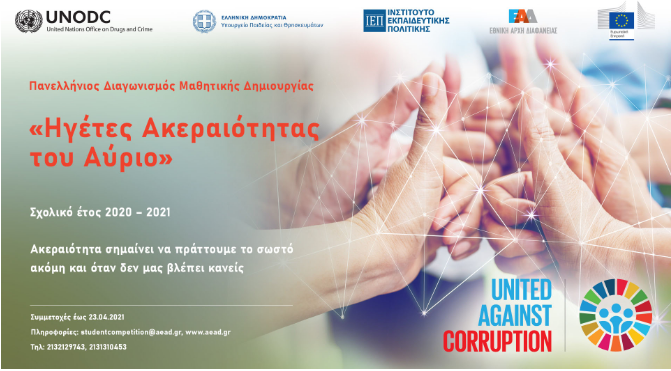 UNODC
United Nations Office on Drugs and Crime
ΕΛΛΗΝΙΚΗ ΔΗΜΟΚΡΑΤΙΑ
Υπουργείο Παιδείας και Θρησκευμάτων
ΙΕΠ
ΙΝΣΤΙΤΟΥΤΟ
ΕΚΠΑΙΔΕΥΤΙΚΗΣ
ΠΟΛΙΤΙΚΗΣ
ΕΑΔ
ΕΘΝΙΚΗ ΑΡΧΗ ΔΙΑΦΑΝΕΙΑΣ
Ευρωπαϊκή
Επιτροπή
Πανελλήνιος Διαγωνισμός Μαθητικής Δημιουργίας
«Ηγέτες Ακεραιότητας
του Αύριο»
Σχολικό έτος 2020 – 2021
Ακεραιότητα σημαίνει να πράττουμε το σωστό
ακόμη και όταν δεν μας βλέπει κανείς
Συμμετοχές έως 23.04.2021
Πληροφορίες: studentcompetition@aead.gr, www.aead.gr
Τηλ: 2132129743, 2131310453
UNITED
AGAINST
CORRUPTION